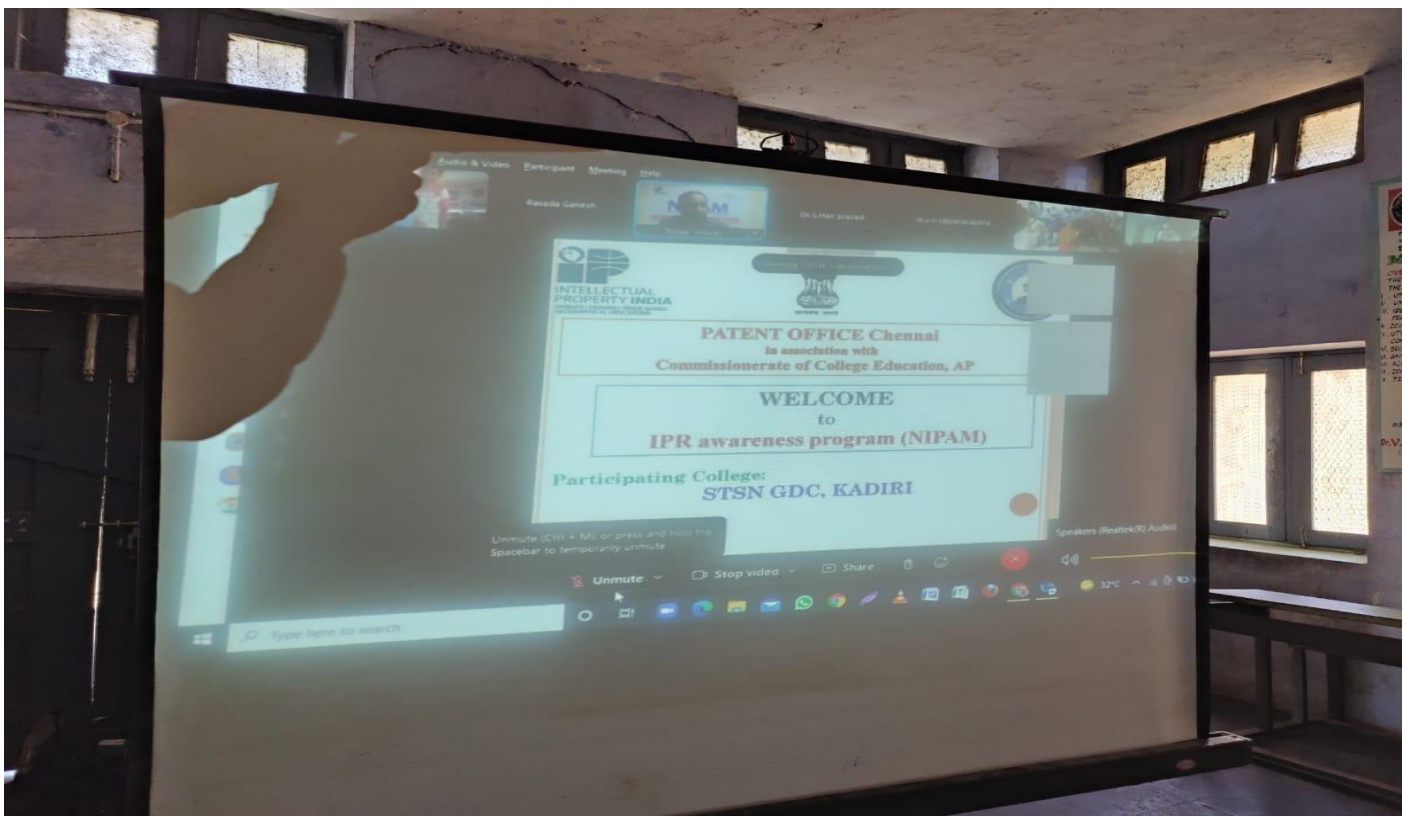 Audio & Video Participant Meeting Help
Ravada Ganesh
Dr S Hari prasad
INTELLECTUAL
PROPERTY INDIA
PATENT OFFICE Chennai
in association with
Commissionerate of College Education, AP
WELCOME
to
IPR awareness program (NIPAM)
Participating College:
STSN GDC, KADIRI
Unmute (Ctrl + M) or press and hold the
Spacebar to temporarily unmute
Speakers (Realtek(R) Audio)
Unmute
Stop video
Share
Type here to search
32°C